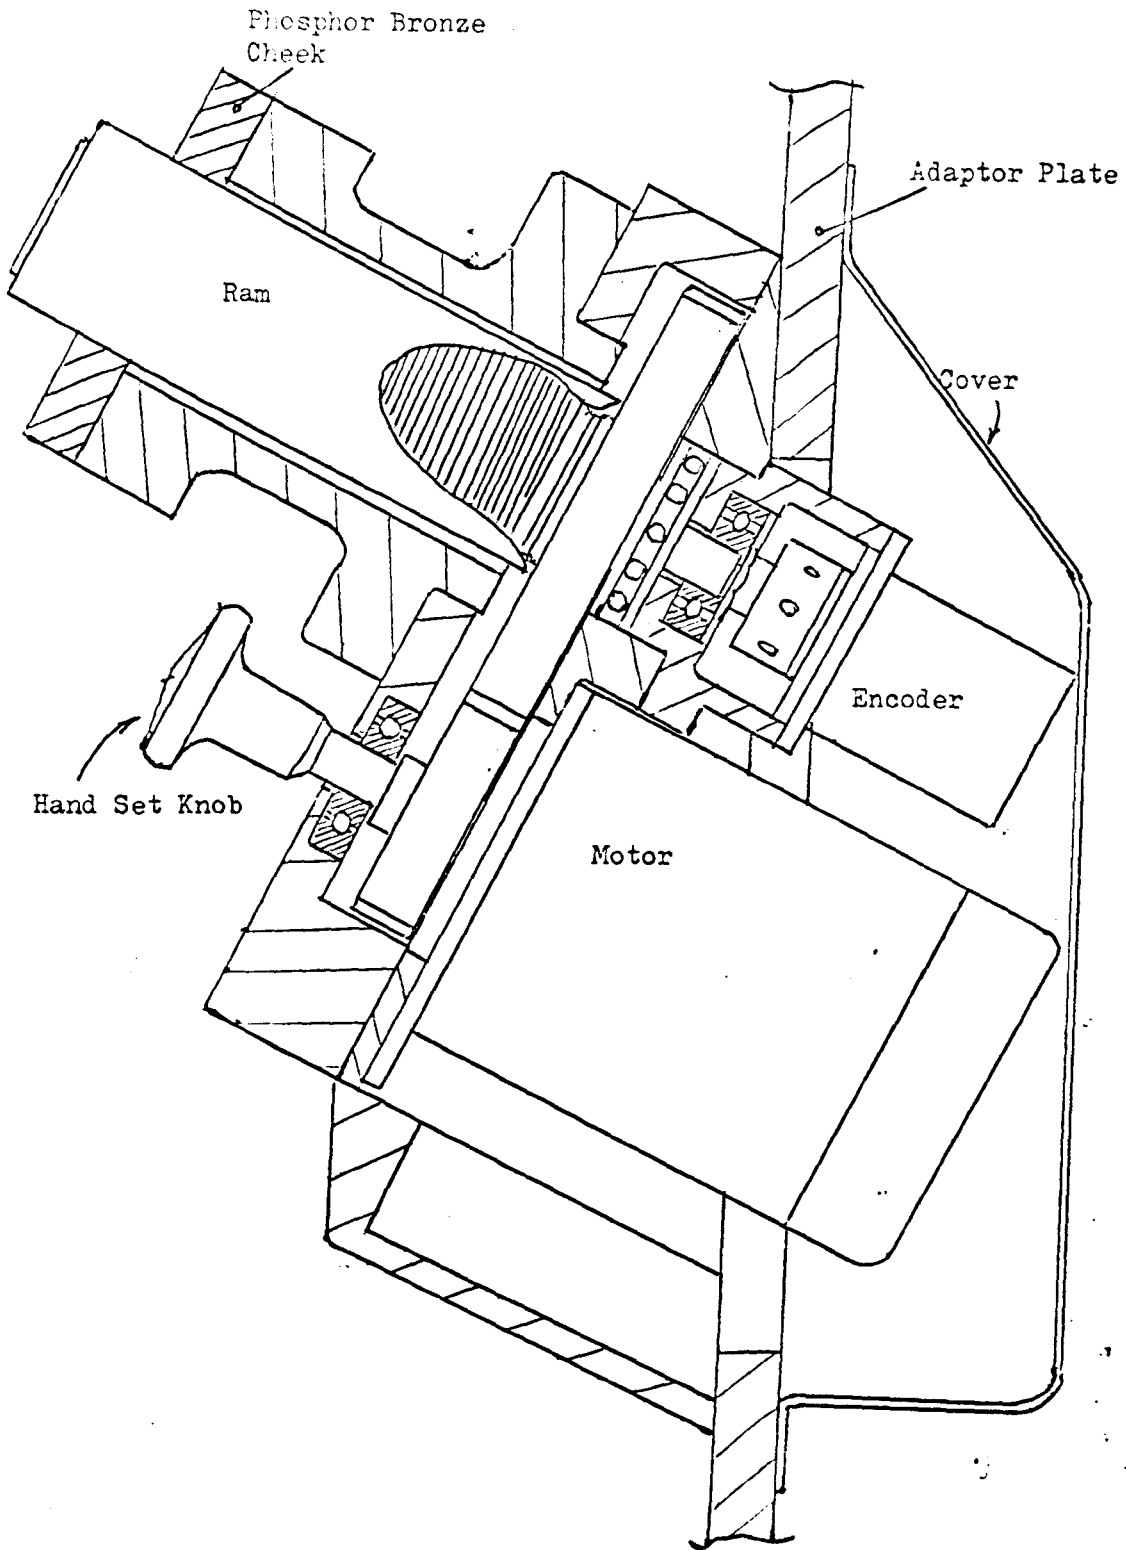 Phosphor Bronze
Cheek
Adaptor Plate
Ram
Cover
Encoder
Hand Set Knob
Motor